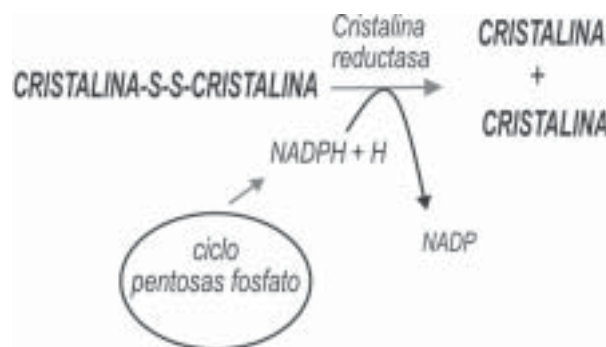 Cristalina
reductasa
CRISTALINA-S-S-CRISTALINA
CRISTALINA
+
CRISTALINA
NADPH + H
NADP
ciclo
pentosas fosfato